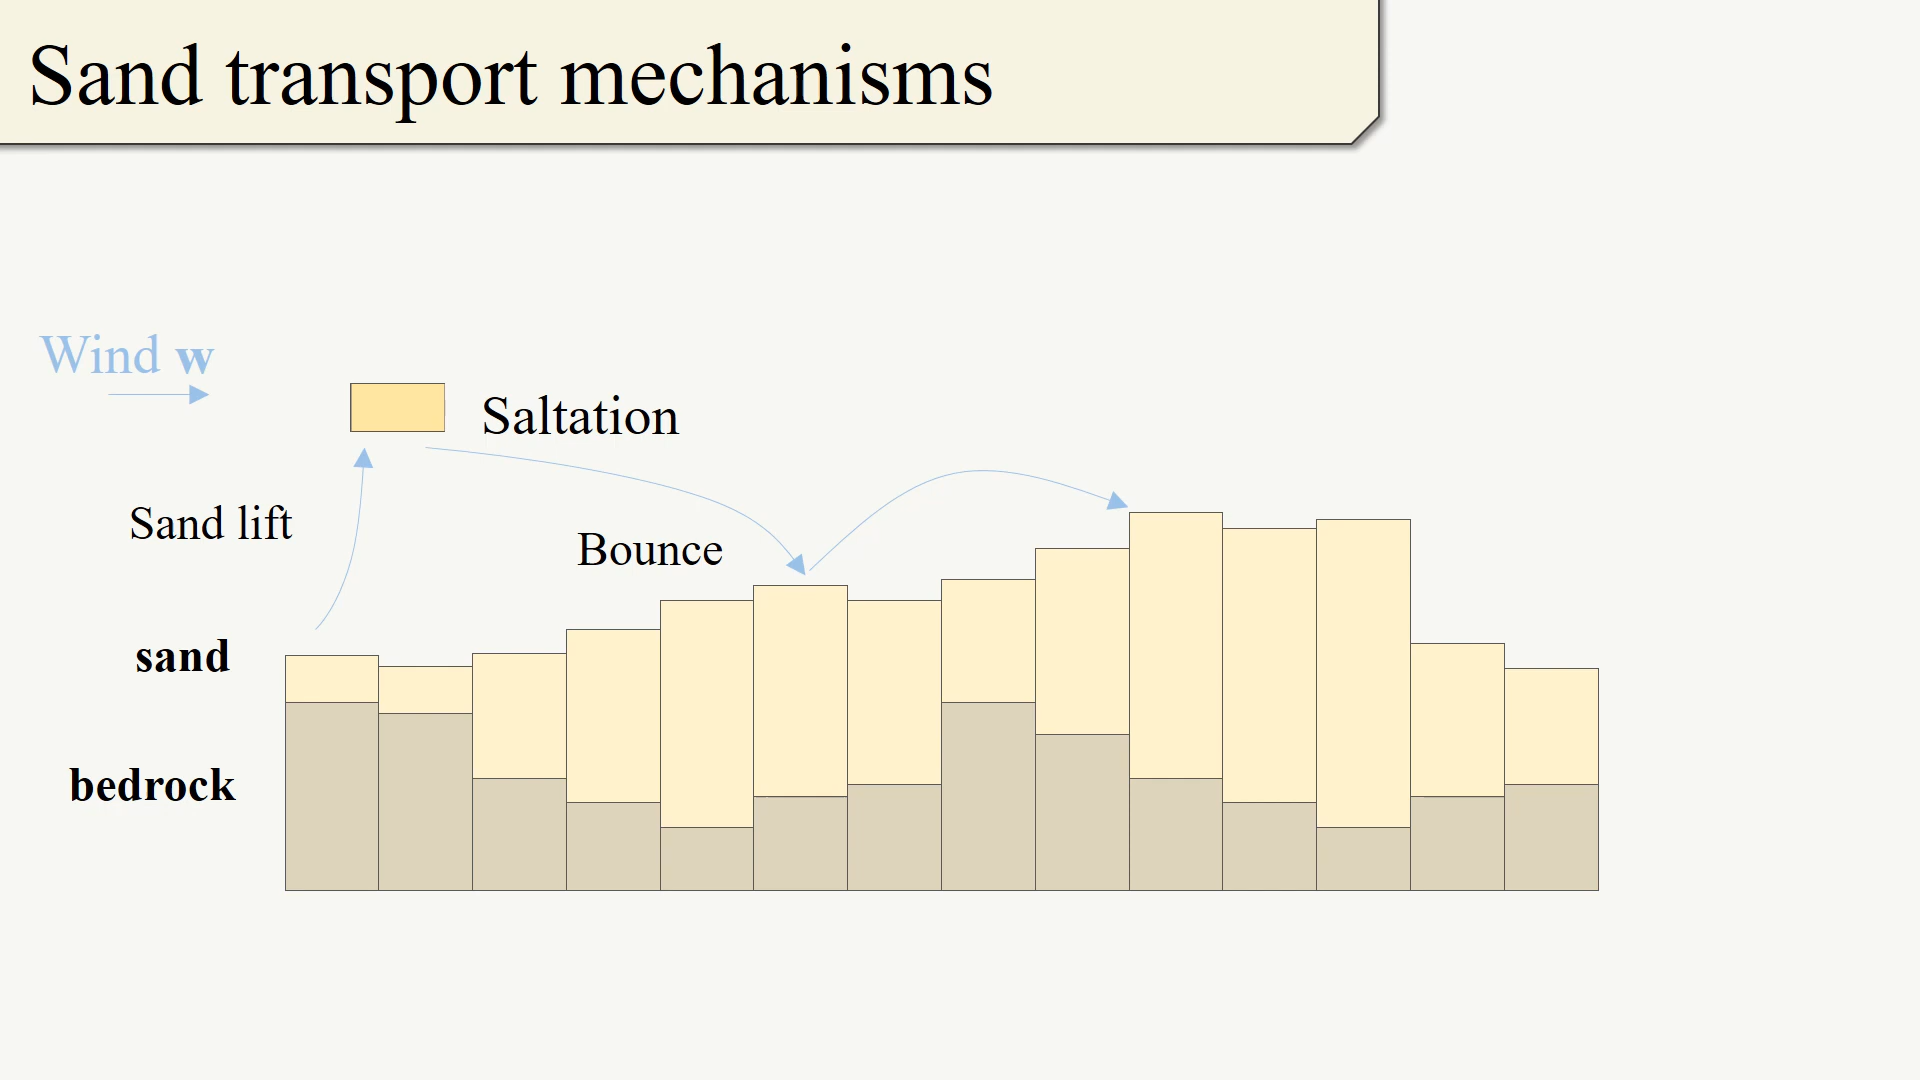 Sand transport mechanisms
Wind w
Saltation
Sand lift
Bounce
sand
bedrock